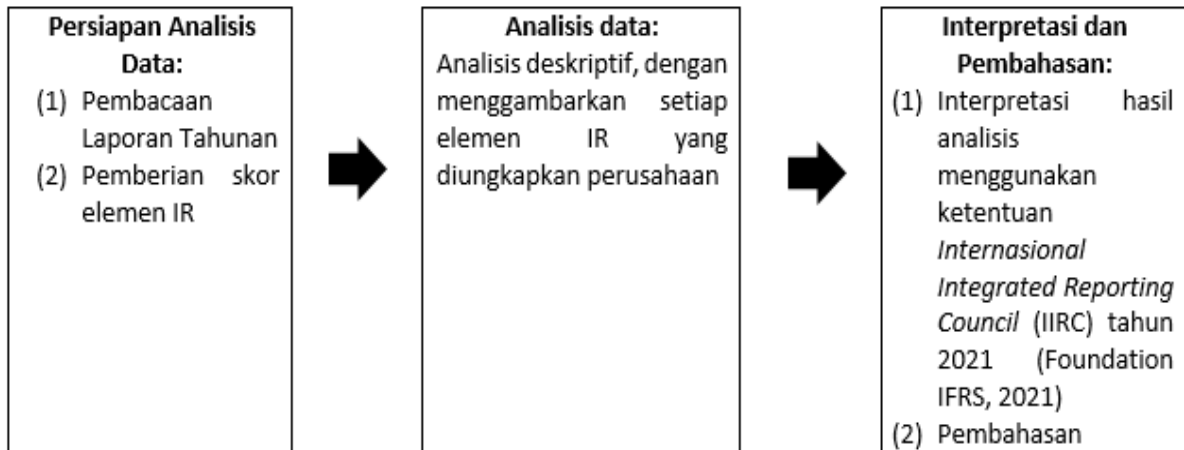 Persiapan Analisis
Data:
(1) Pembacaan
Laporan Tahunan
(2) Pemberian skor
elemen IR
Analisis data:
Analisis deskriptif, dengan
menggambarkan setiap
elemen IR yang
diungkapkan perusahaan
Interpretasi dan
Pembahasan:
(1) Interpretasi hasil
analisis
menggunakan
ketentuan
Internasional
Integrated Reporting
Council (IIRC) tahun
2021 (Foundation
IFRS, 2021)
(2) Pembahasan